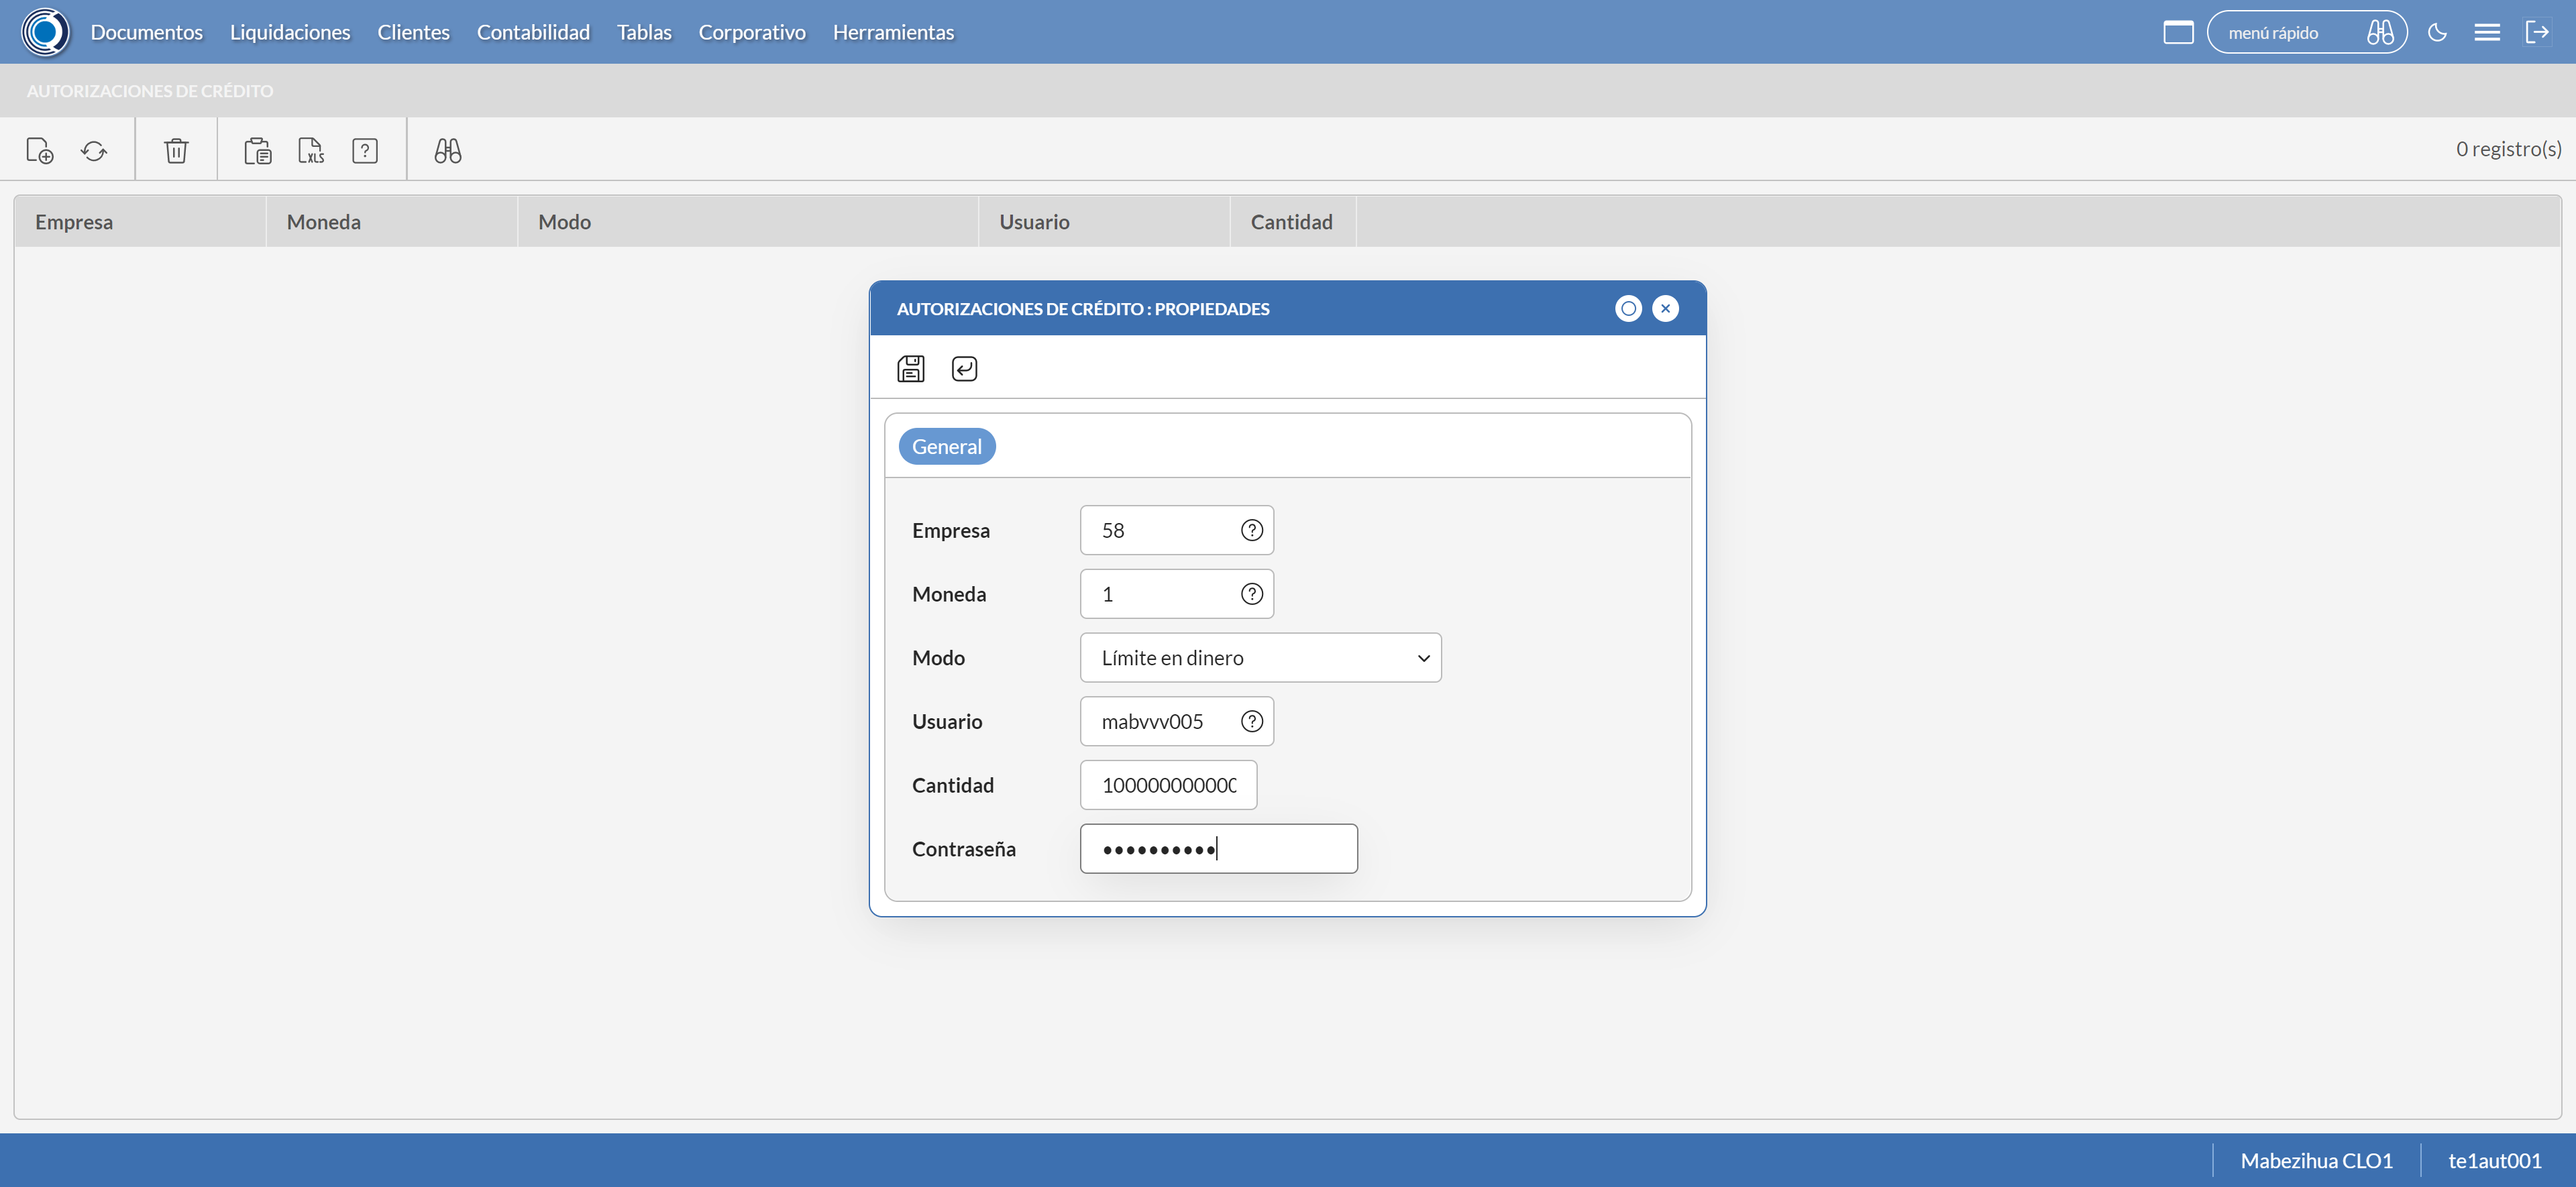 Documentos Liquidaciones Clientes Contabilidad Tablas Corporativo Herramientas menú rápido
AUTORIZACIONES DE CRÉDITO
XLS ? 0 registro(s)
Empresa Moneda Modo Usuario Cantidad
AUTORIZACIONES DE CRÉDITO : PROPIEDADES
General
Empresa 58 ?
Moneda 1 ?
Modo Límite en dinero
Usuario mabvvv005 ?
Cantidad 100000000000
Contraseña ••••••••••
Mabezihua CLO1 te1aut001